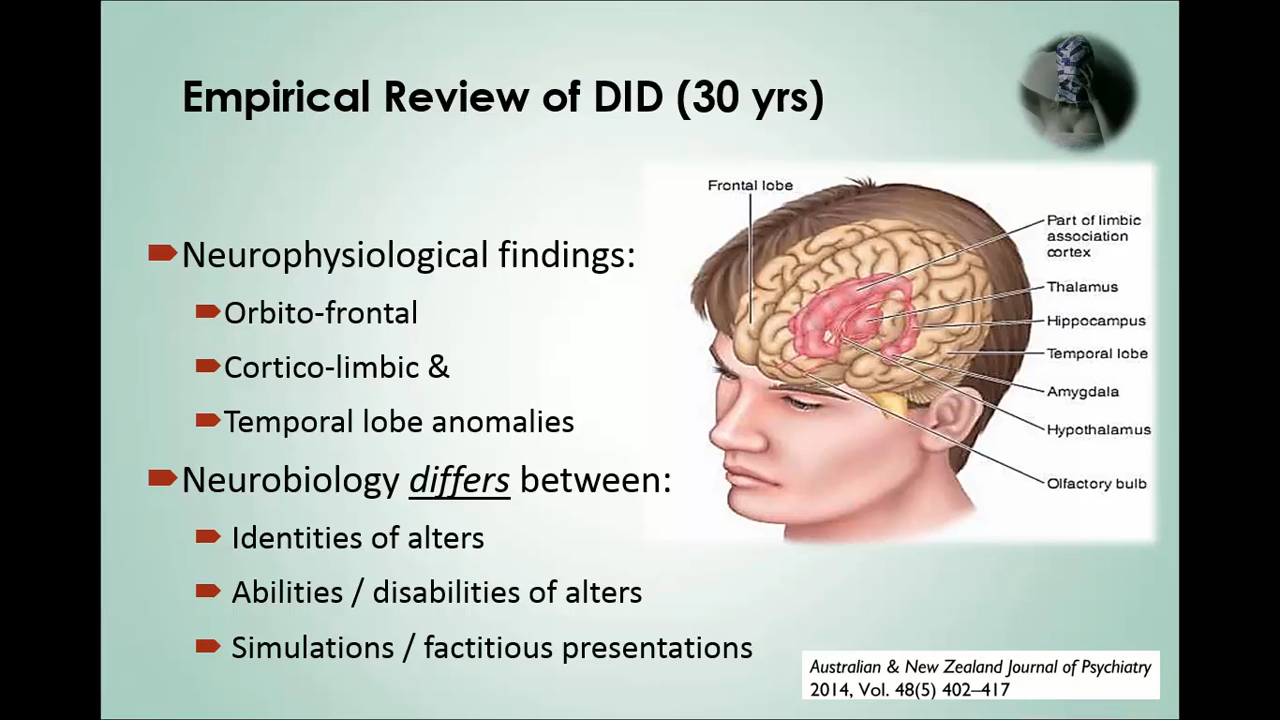 Empirical Review of DID (30 yrs)
Neurophysiological findings:
Orbito-frontal
Cortico-limbic &
Temporal lobe anomalies
Neurobiology differs between:
Identities of alters
Abilities / disabilities of alters
Simulations / factitious presentations
Frontal lobe
Part of limbic
association
cortex
Thalamus
Hippocampus
Temporal lobe
Amygdala
Hypothalamus
Olfactory bulb
Australian & New Zealand Journal of Psychiatry
2014, Vol. 48(5) 402–417